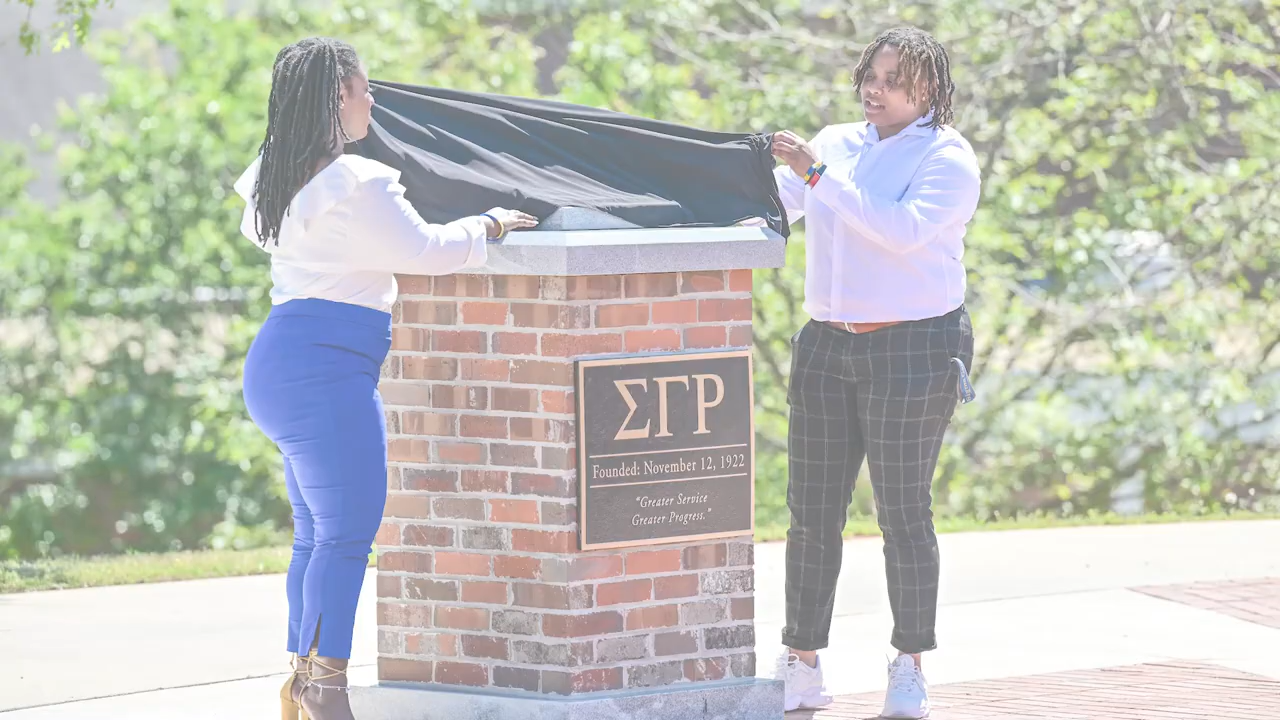 ΣΓΡ
Founded: November 12, 1922
“Greater Service
Greater Progress.”